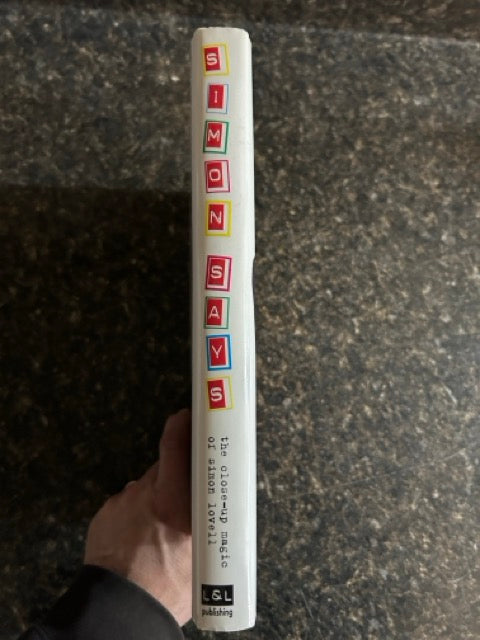 SIMON SAYS
the close-up magic
of simon lovell
L&L
publishing